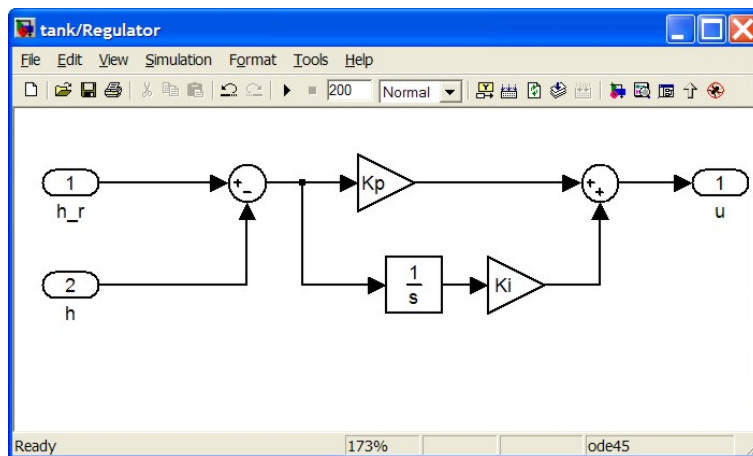 tank/Regulator
File Edit View Simulation Format Tools Help
200 Normal
1 + - Kp + + 1
h_r u
2 1 Ki
h s
Ready 173% ode45